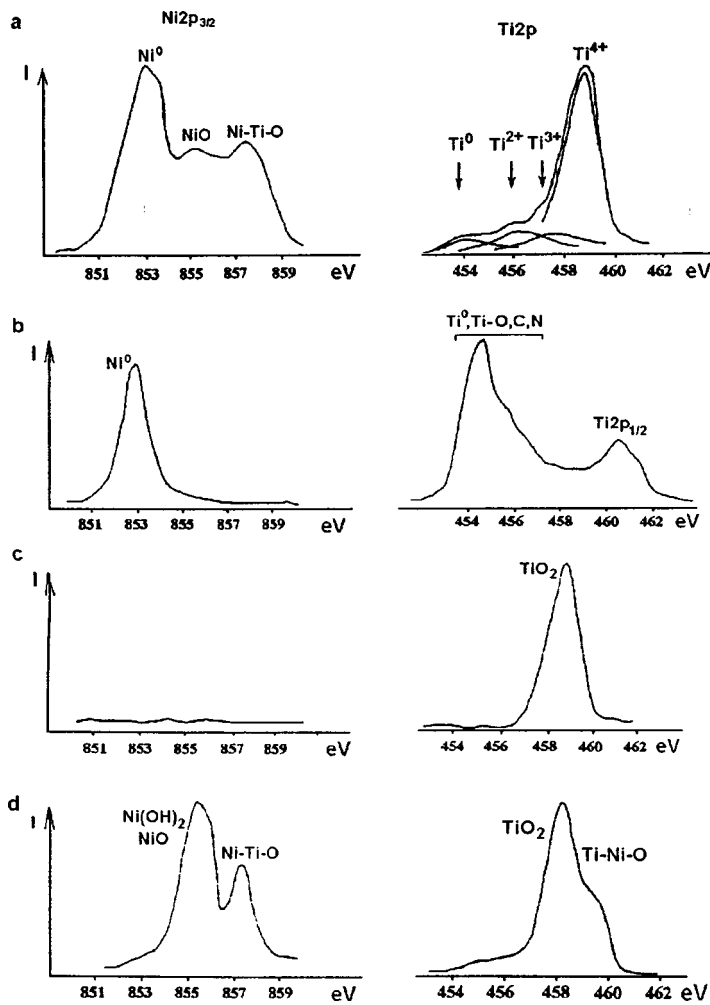 a
Ni2p3/2
Ti2p
I
Ni⁰
NiO
Ni-Ti-O
Ti⁰
Ti²⁺
Ti³⁺
Ti⁴⁺
851 853 855 857 859 eV
454 456 458 460 462 eV
b
I
Ni⁰
Ti⁰,Ti-O,C,N
Ti2p1/2
851 853 855 857 859 eV
454 456 458 460 462 eV
c
I
TiO2
851 853 855 857 859 eV
454 456 458 460 462 eV
d
I
Ni(OH)2
NiO
Ni-Ti-O
TiO2
Ti-Ni-O
851 853 855 857 859 eV
454 456 458 460 462 eV